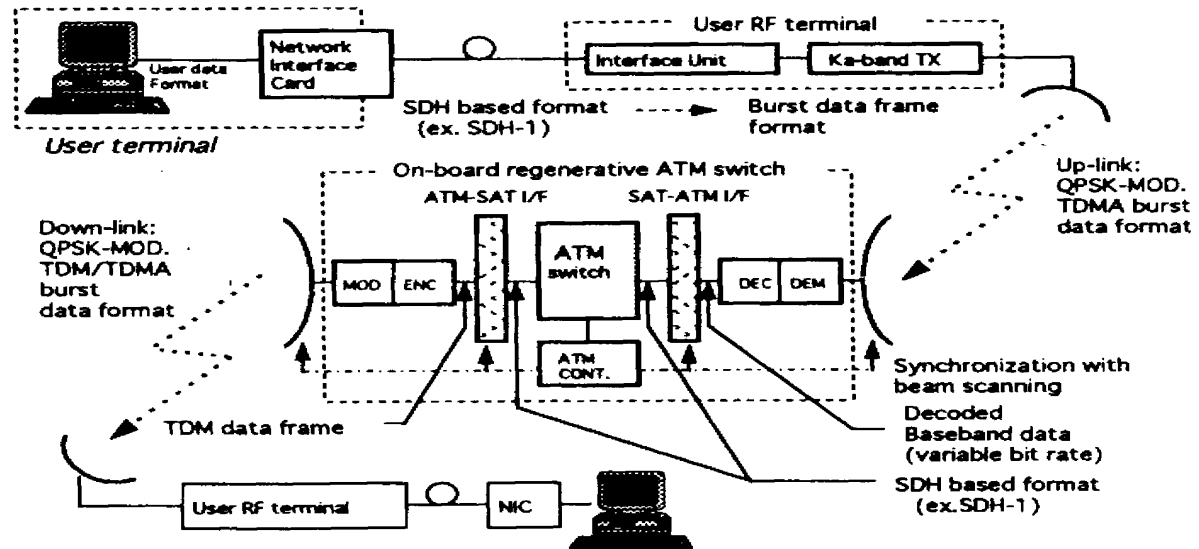 User RF terminal
User data
Format
Network
Interface
Card
Interface Unit
Ka-band TX
SDH based format
(ex. SDH-1)
Burst data frame
format
User terminal
On-board regenerative ATM switch
ATM-SAT I/F
SAT-ATM I/F
Up-link:
QPSK-MOD.
TDMA burst
data format
Down-link:
QPSK-MOD.
TDM/TDMA
burst
data format
MOD
ENC
ATM
switch
DEC
DEM
ATM
CONT.
Synchronization with
beam scanning
TDM data frame
Decoded
Baseband data
(variable bit rate)
SDH based format
(ex.SDH-1)
User RF terminal
NIC